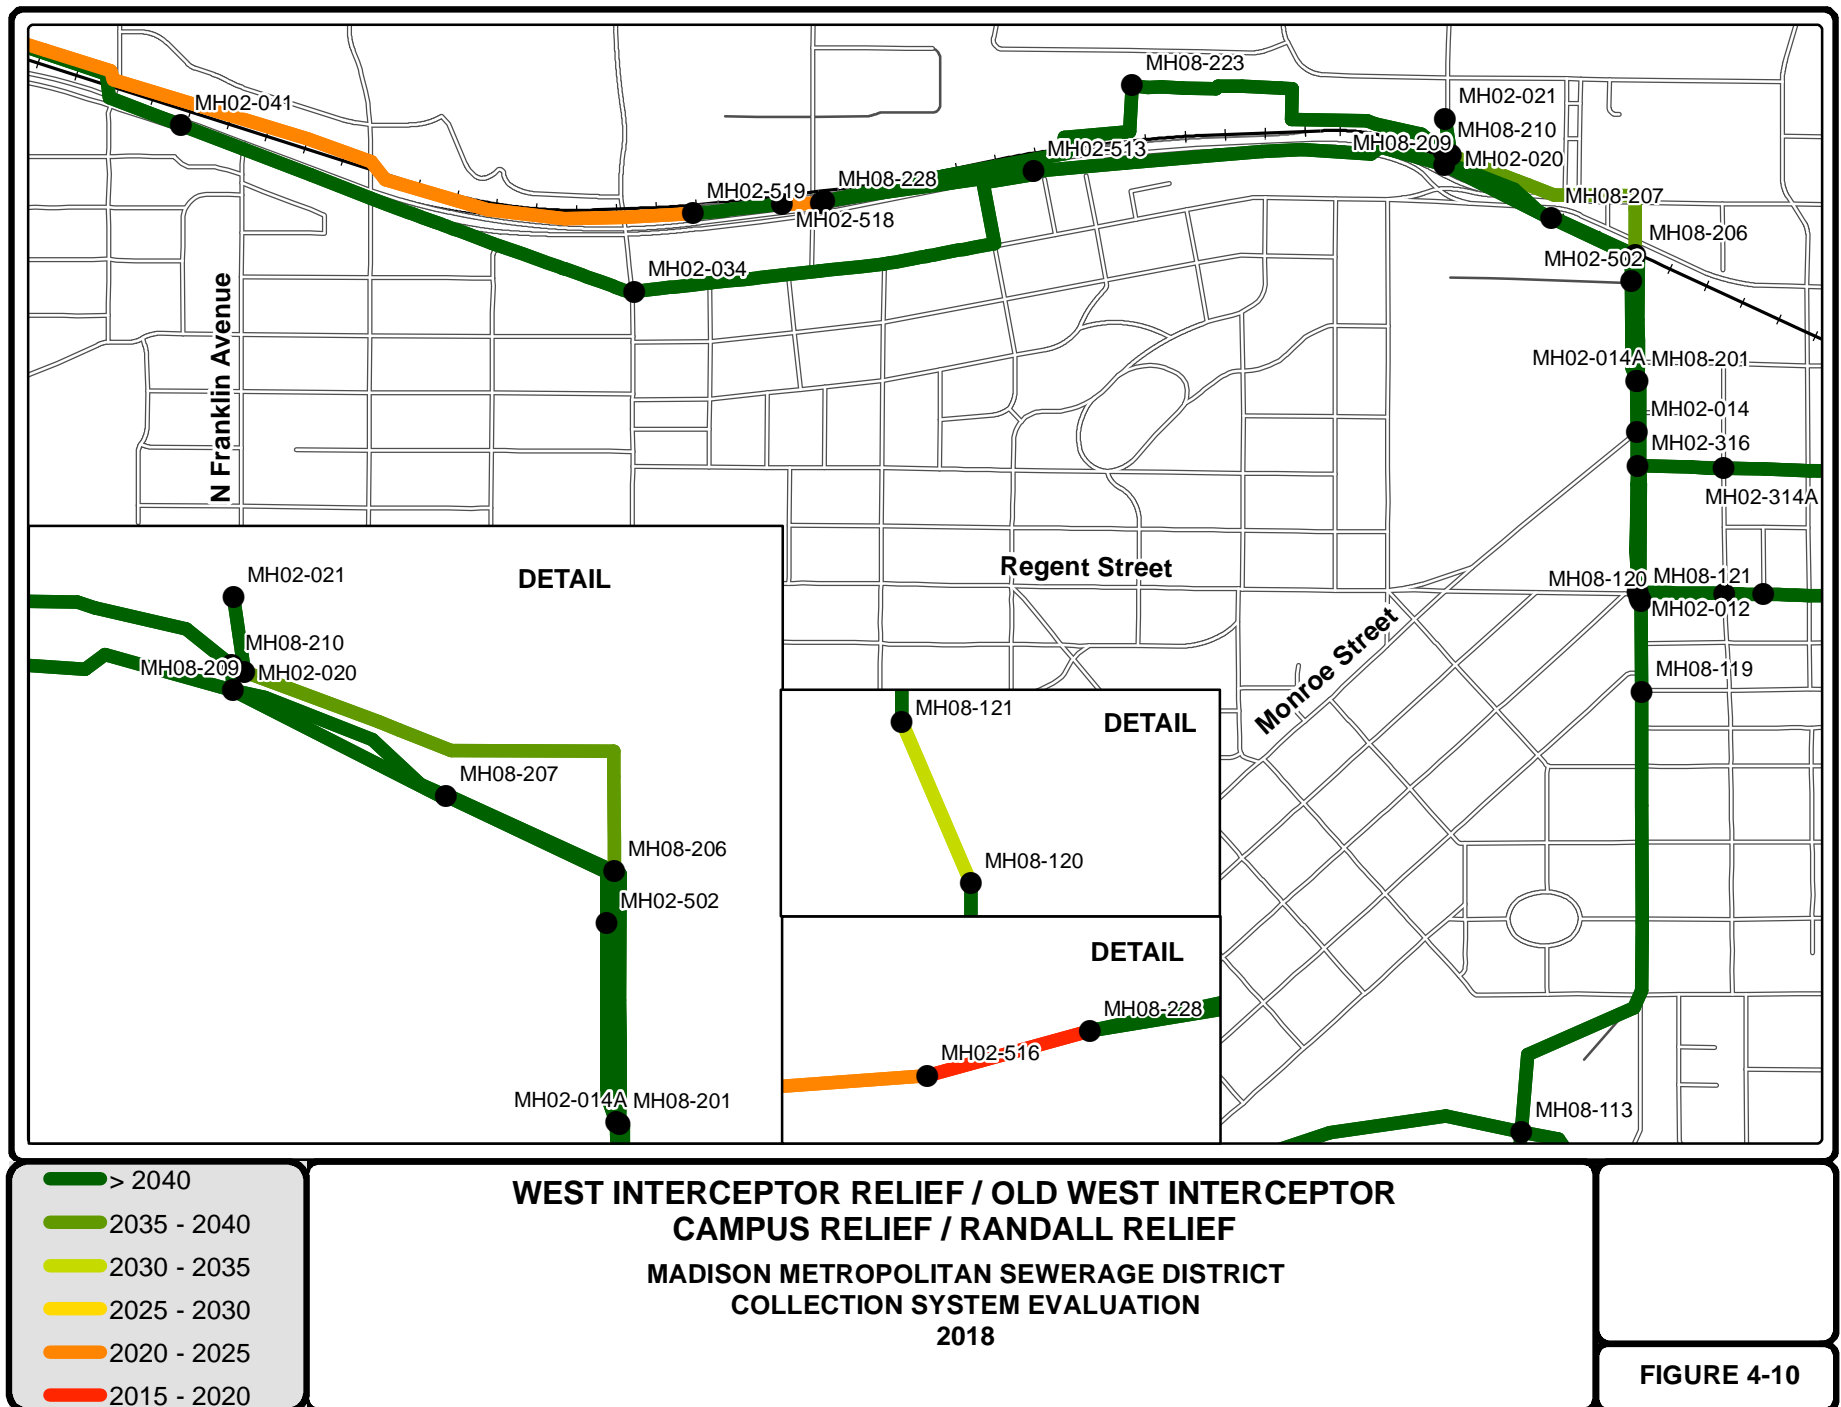 MH08-223
MH02-021
MH02-041
MH08-210
MH08-209
MH02-513
MH02-020
MH02-519
MH08-228
MH08-207
MH02-518
MH08-206
MH02-502
MH02-034
N Franklin Avenue
MH02-014A
MH08-201
MH02-014
MH02-316
MH02-314A
Regent Street
MH08-120
MH08-121
MH02-012
Monroe Street
MH08-119
MH08-113
DETAIL
MH02-021
MH08-210
MH08-209
MH02-020
MH08-207
MH08-206
MH02-502
MH02-014A
MH08-201
DETAIL
MH08-121
MH08-120
DETAIL
MH08-228
MH02-516
> 2040
2035 - 2040
2030 - 2035
2025 - 2030
2020 - 2025
2015 - 2020
WEST INTERCEPTOR RELIEF / OLD WEST INTERCEPTOR
CAMPUS RELIEF / RANDALL RELIEF
MADISON METROPOLITAN SEWERAGE DISTRICT
COLLECTION SYSTEM EVALUATION
2018
FIGURE 4-10